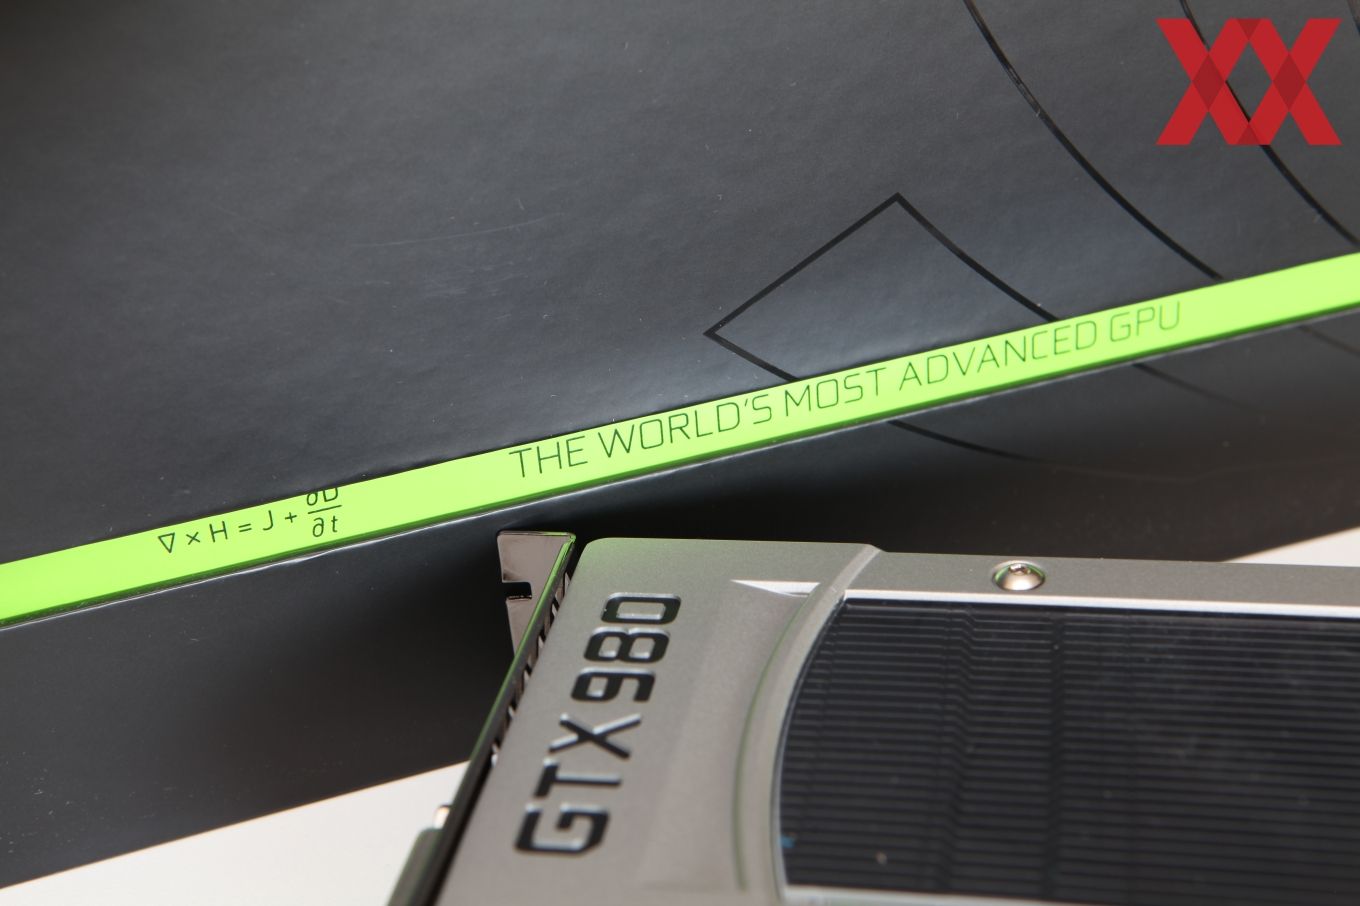 THE WORLD'S MOST ADVANCED GPU
∇ × H = J + ∂D/∂t
GTX 980